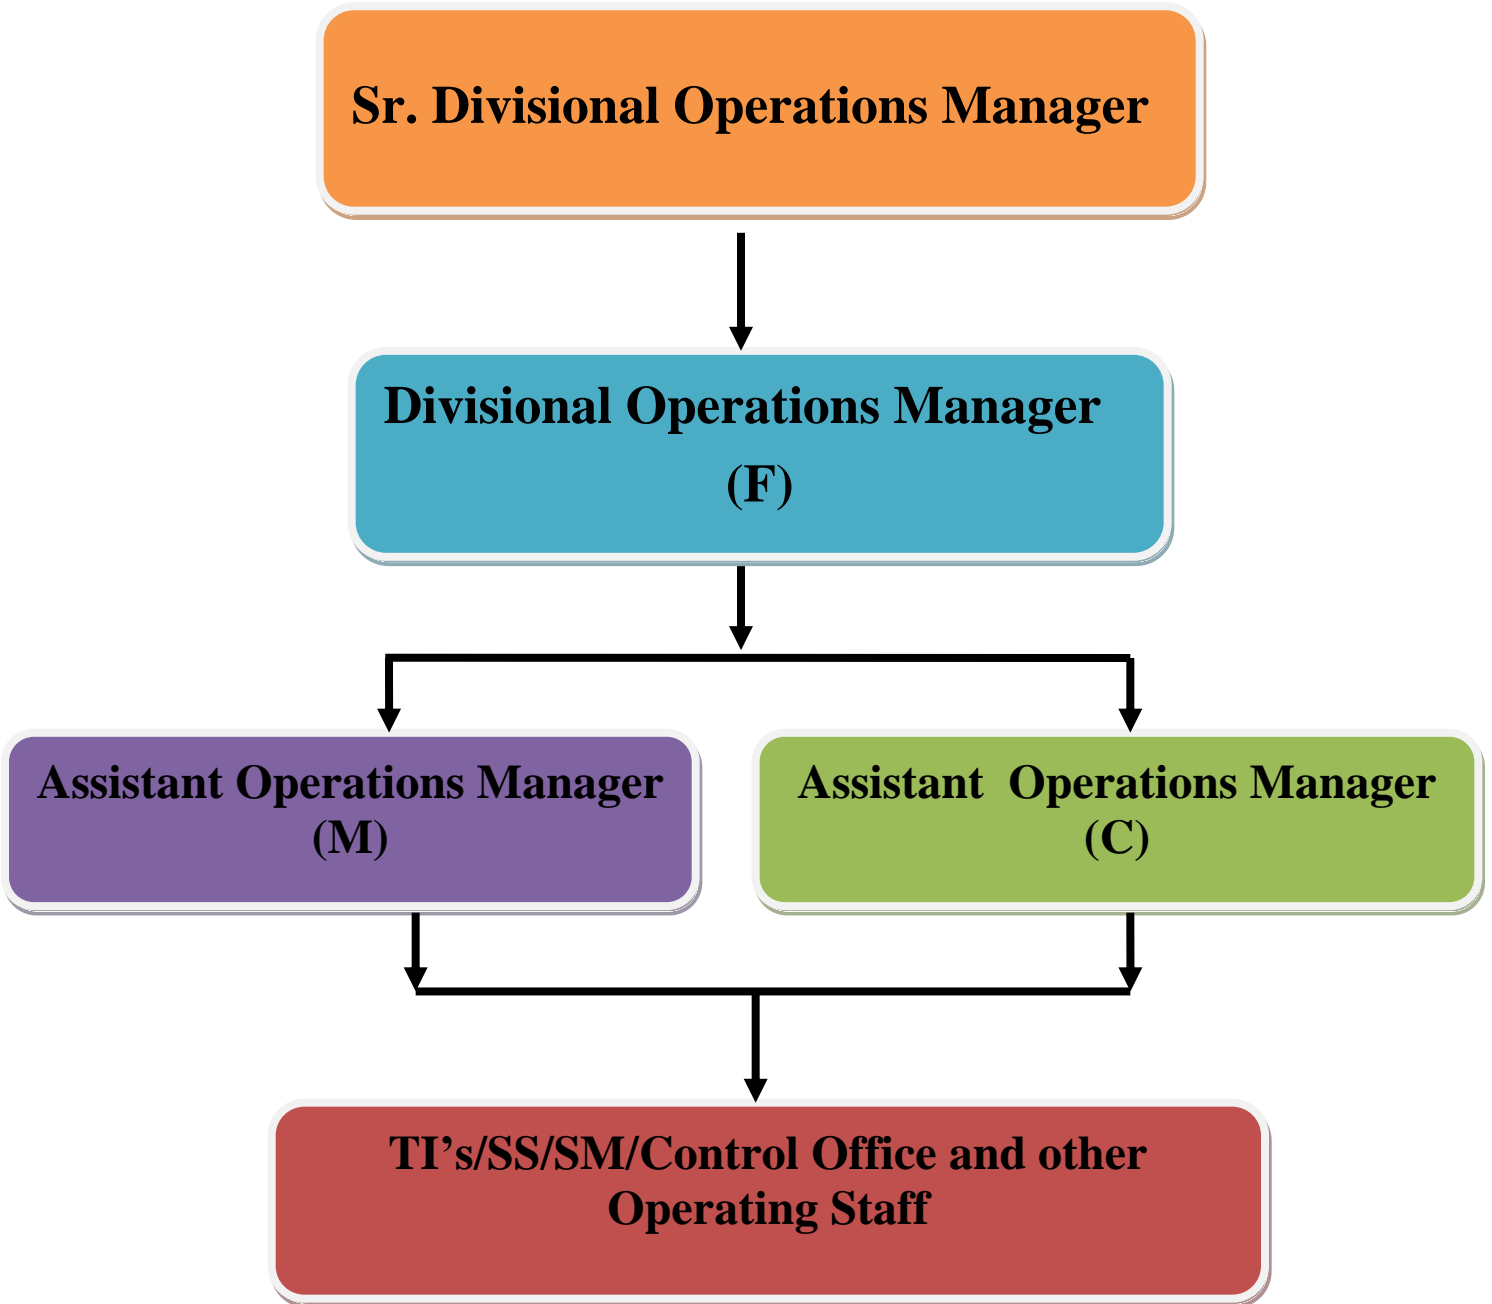 Sr. Divisional Operations Manager
Divisional Operations Manager
(F)
Assistant Operations Manager
(M)
Assistant Operations Manager
(C)
TI’s/SS/SM/Control Office and other
Operating Staff